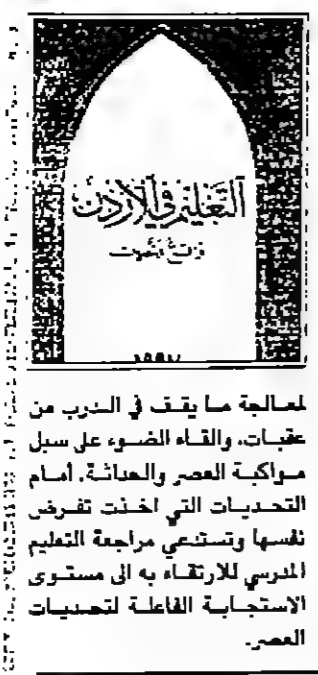 التعليم في الأردن
لمعالجة ما يقف في الدرب من
عقبات، والقاء الضوء على سبل
مواكبة العصر والحداثة، أمام
التحديات التي اخذت تفرض
نفسها وتستدعي مراجعة التعليم
المدرسي للارتقاء به الى مستوى
الاستجابة الفاعلة لتحديات
العصر.